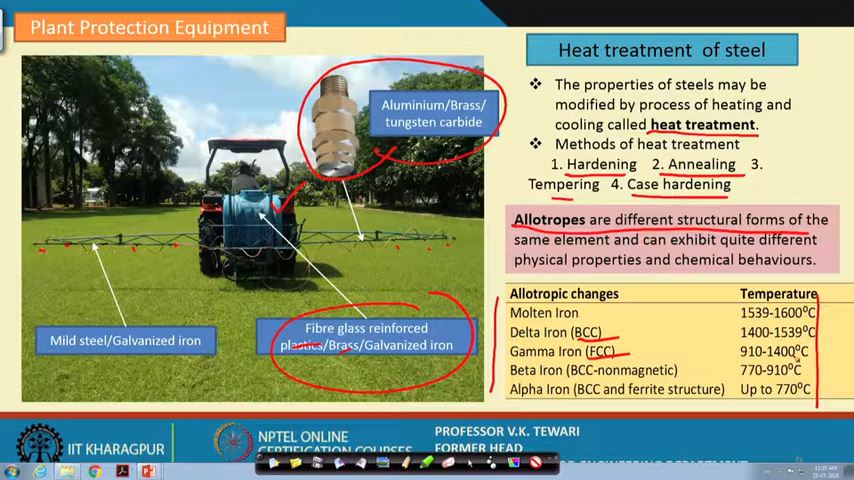 Plant Protection Equipment
Aluminium/Brass/
tungsten carbide
Fibre glass reinforced
plastics/Brass/Galvanized iron
Mild steel/Galvanized iron
Heat treatment of steel
❖ The properties of steels may be
modified by process of heating and
cooling called heat treatment.
❖ Methods of heat treatment
1. Hardening 2. Annealing 3.
Tempering 4. Case hardening
Allotropes are different structural forms of the
same element and can exhibit quite different
physical properties and chemical behaviours.
Allotropic changes Temperature
Molten Iron 1539-1600⁰C
Delta Iron (BCC) 1400-1539⁰C
Gamma Iron (FCC) 910-1400⁰C
Beta Iron (BCC-nonmagnetic) 770-910⁰C
Alpha Iron (BCC and ferrite structure) Up to 770⁰C
IIT KHARAGPUR
NPTEL ONLINE
CERTIFICATION COURSES
PROFESSOR V.K. TEWARI
FORMER HEAD